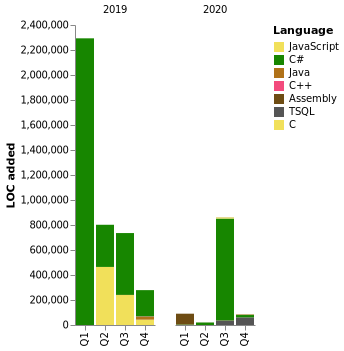 2019
2020
2,400,000
2,200,000
2,000,000
1,800,000
1,600,000
1,400,000
1,200,000
1,000,000
800,000
600,000
400,000
200,000
0
LOC added
Q1
Q2
Q3
Q4
Q1
Q2
Q3
Q4
Language
JavaScript
C#
Java
C++
Assembly
TSQL
C